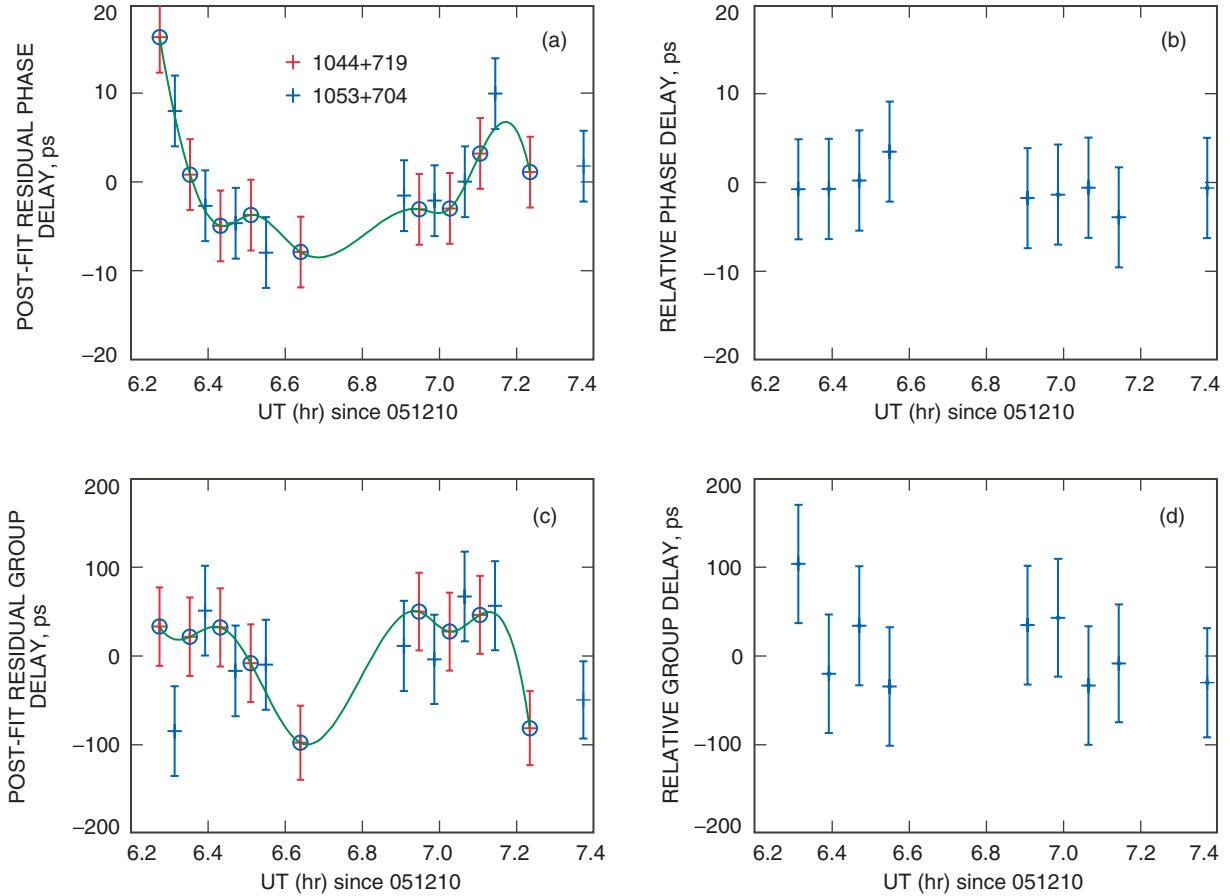 POST-FIT RESIDUAL PHASE
DELAY, ps
20
10
0
−10
−20
(a)
1044+719
1053+704
6.2 6.4 6.6 6.8 7.0 7.2 7.4
UT (hr) since 051210
RELATIVE PHASE DELAY, ps
20
10
0
−10
−20
(b)
6.2 6.4 6.6 6.8 7.0 7.2 7.4
UT (hr) since 051210
POST-FIT RESIDUAL GROUP
DELAY, ps
200
100
0
−100
−200
(c)
6.2 6.4 6.6 6.8 7.0 7.2 7.4
UT (hr) since 051210
RELATIVE GROUP DELAY, ps
200
100
0
−100
−200
(d)
6.2 6.4 6.6 6.8 7.0 7.2 7.4
UT (hr) since 051210